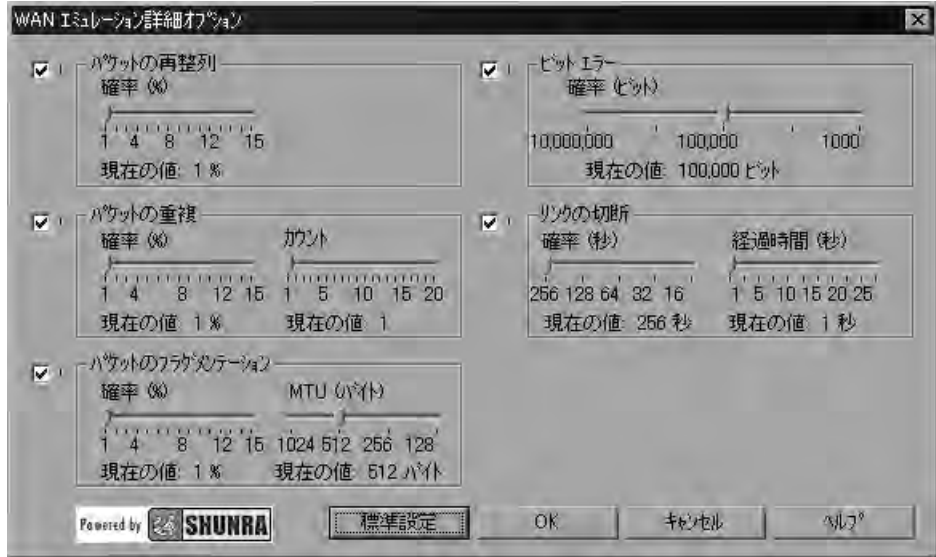 WAN エミュレーション詳細オプション
パケットの再整列
確率 (%)
1 4 8 12 15
現在の値: 1 %
ビット エラー
確率 (ビット)
10,000,000 100,000 1000
現在の値: 100,000 ビット
パケットの重複
確率 (%) カウント
1 4 8 12 15 1 5 10 15 20
現在の値: 1 % 現在の値 1
リンクの切断
確率 (秒) 経過時間 (秒)
256 128 64 32 16 1 5 10 15 20 25
現在の値: 256 秒 現在の値: 1 秒
パケットのフラグメンテーション
確率 (%) MTU (バイト)
1 4 8 12 15 1024 512 256 128
現在の値: 1 % 現在の値: 512 バイト
Powered by SHUNRA
標準設定 OK キャンセル ヘルプ